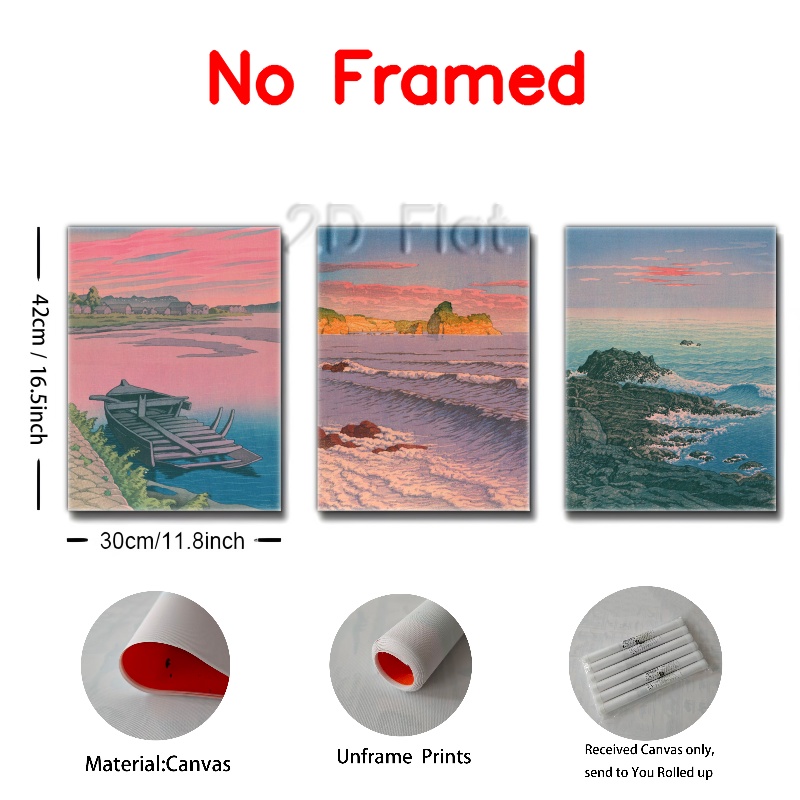 No Framed
2D Flat
42cm / 16.5inch
30cm/11.8inch
Material:Canvas
Unframe Prints
Received Canvas only,
send to You Rolled up